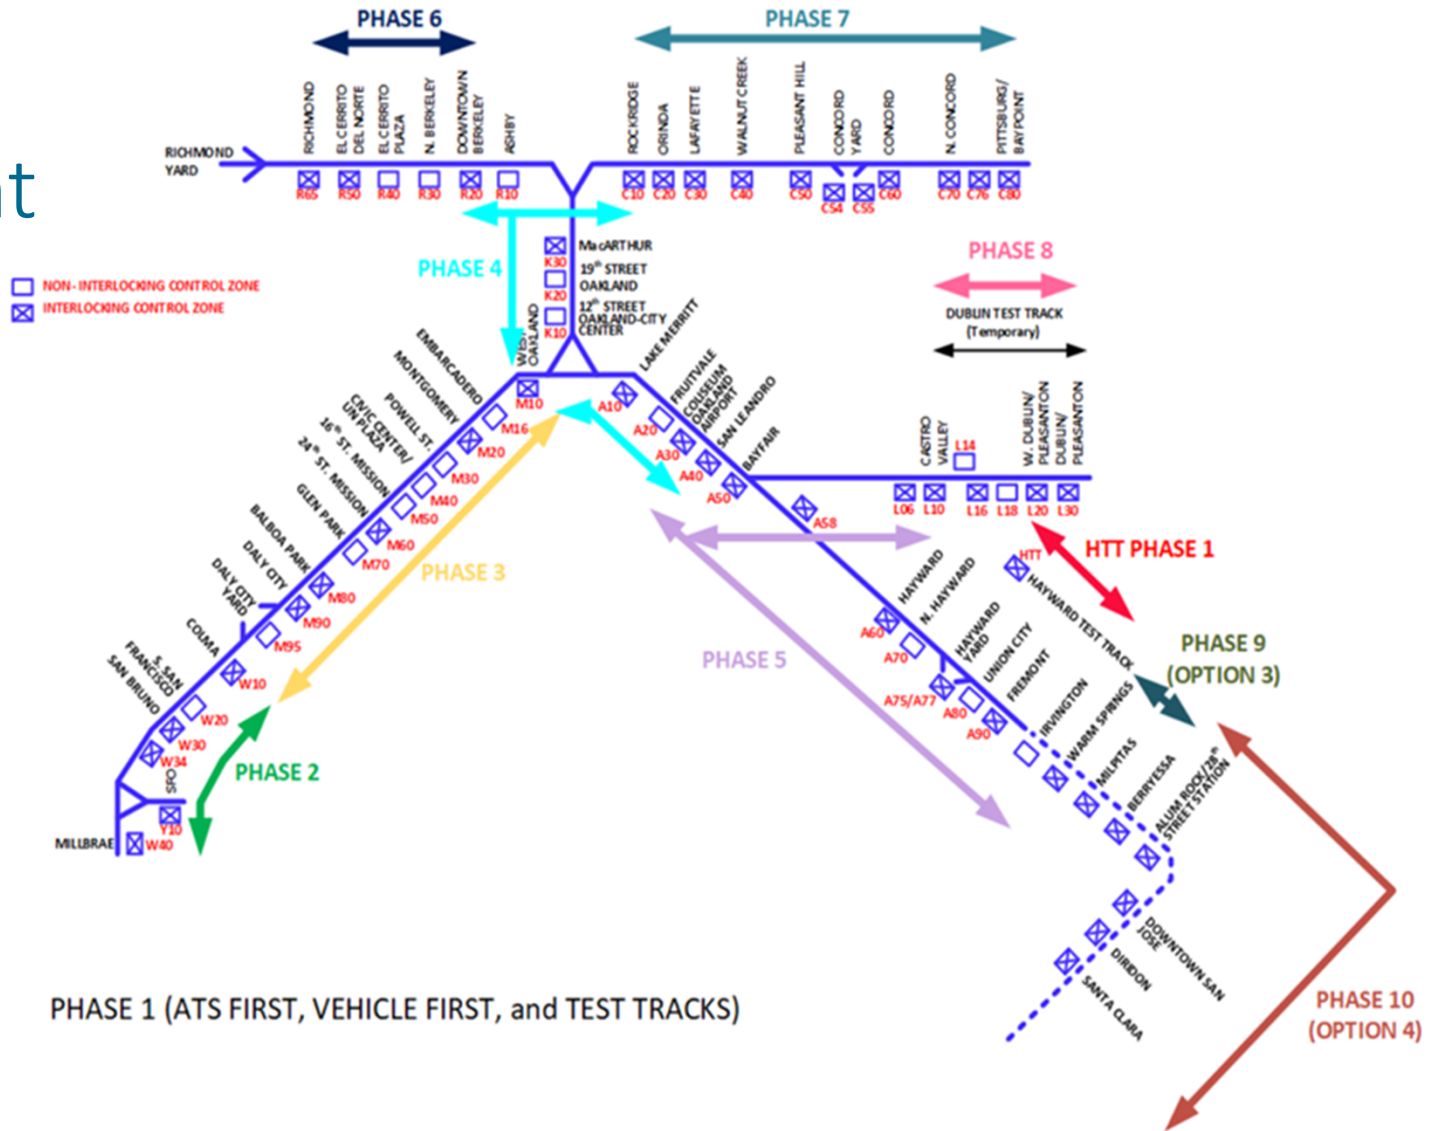 PHASE 6
PHASE 7
RICHMOND
EL CERRITO
DEL NORTE
EL CERRITO
PLAZA
N. BERKELEY
DOWNTOWN
BERKELEY
ASHBY
ROCKRIDGE
ORINDA
LAFAYETTE
WALNUT CREEK
PLEASANT HILL
CONCORD
YARD
CONCORD
N. CONCORD
PITTSBURG/
BAY POINT
RICHMOND
YARD
R65
R50
R40
R30
R20
R10
C10
C20
C30
C40
C50
C54
C55
C60
C70
C76
C80
nt
PHASE 4
MacARTHUR
K30
19th STREET
OAKLAND
K20
12th STREET
OAKLAND-CITY
CENTER
K10
NON-INTERLOCKING CONTROL ZONE
INTERLOCKING CONTROL ZONE
PHASE 8
DUBLIN TEST TRACK
(Temporary)
WEST
OAKLAND
EMBARCADERO
MONTGOMERY
POWELL ST.
CIVIC CENTER/
UN PLAZA
16th ST. MISSION
24th ST. MISSION
GLEN PARK
BALBOA PARK
DALY CITY
DALY CITY
YARD
COLMA
S. SAN
FRANCISCO
SAN BRUNO
SFO
MILLBRAE
M10
M16
M20
M30
M40
M50
M60
M70
M80
M90
M95
W10
W20
W30
W34
Y10
W40
PHASE 3
PHASE 2
LAKE MERRITT
FRUITVALE
COLISEUM
OAKLAND
AIRPORT
SAN LEANDRO
BAYFAIR
A10
A20
A30
A40
A50
A58
CASTRO
VALLEY
L14
W. DUBLIN/
PLEASANTON
DUBLIN/
PLEASANTON
L06
L10
L16
L18
L20
L30
PHASE 5
HAYWARD
N. HAYWARD
HAYWARD
YARD
UNION CITY
FREMONT
IRVINGTON
WARM SPRINGS
MILPITAS
BERRYESSA
ALUM ROCK/28th
STREET STATION
A60
A70
A75/A77
A80
A90
HTT
HTT PHASE 1
HAYWARD TEST TRACK
PHASE 9
(OPTION 3)
DOWNTOWN SAN
JOSE
DIRIDON
SANTA CLARA
PHASE 10
(OPTION 4)
PHASE 1 (ATS FIRST, VEHICLE FIRST, and TEST TRACKS)